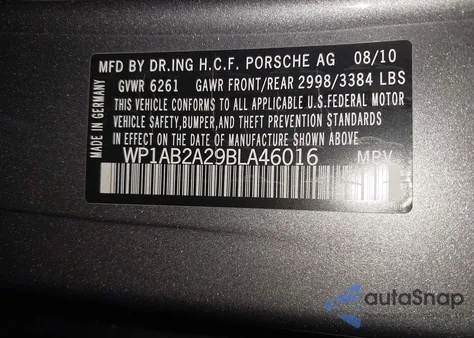 MFD BY DR.ING H.C.F. PORSCHE AG 08/10
GVWR 6261 GAWR FRONT/REAR 2998/3384 LBS
THIS VEHICLE CONFORMS TO ALL APPLICABLE U.S.FEDERAL MOTOR
VEHICLE SAFETY,BUMPER,AND THEFT PREVENTION STANDARDS
IN EFFECT ON THE DATE OF MANUFACTURE
WP1AB2A29BLA46016 MPV
MADE IN GERMANY
autoSnap